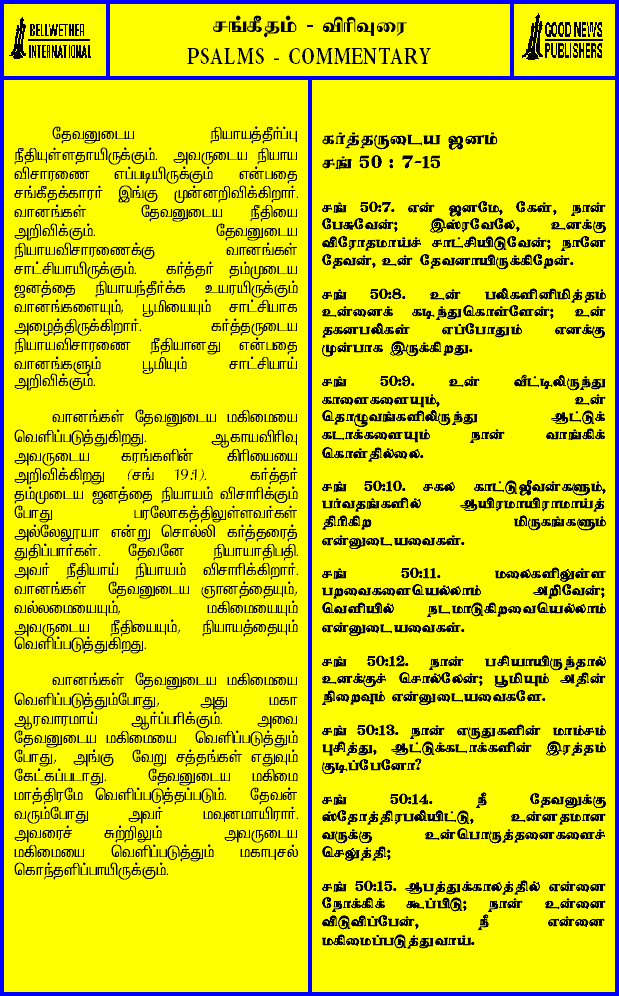 BELLWETHER
INTERNATIONAL
சங்கீதம் - விரிவுரை
PSALMS - COMMENTARY
GOOD NEWS
PUBLISHERS
தேவனுடைய நியாயத்தீர்ப்பு
நீதியுள்ளதாயிருக்கும். அவருடைய நியாய
விசாரணை எப்படியிருக்கும் என்பதை
சங்கீதக்காரர் இங்கு முன்னறிவிக்கிறார்.
வானங்கள் தேவனுடைய நீதியை
அறிவிக்கும். தேவனுடைய
நியாயவிசாரணைக்கு வானங்கள்
சாட்சியாயிருக்கும். கர்த்தர் தம்முடைய
ஜனத்தை நியாயந்தீர்க்க உயரயிருக்கும்
வானங்களையும், பூமியையும் சாட்சியாக
அழைத்திருக்கிறார். கர்த்தருடைய
நியாயவிசாரணை நீதியானது என்பதை
வானங்களும் பூமியும் சாட்சியாய்
அறிவிக்கும்.
வானங்கள் தேவனுடைய மகிமையை
வெளிப்படுத்துகிறது. ஆகாயவிரிவு
அவருடைய கரங்களின் கிரியையை
அறிவிக்கிறது (சங் 19:1). கர்த்தர்
தம்முடைய ஜனத்தை நியாயம் விசாரிக்கும்
போது பரலோகத்திலுள்ளவர்கள்
அல்லேலூயா என்று சொல்லி கர்த்தரைத்
துதிப்பார்கள். தேவனே நியாயாதிபதி.
அவர் நீதியாய் நியாயம் விசாரிக்கிறார்.
வானங்கள் தேவனுடைய ஞானத்தையும்,
வல்லமையையும், மகிமையையும்
அவருடைய நீதியையும், நியாயத்தையும்
வெளிப்படுத்துகிறது.
வானங்கள் தேவனுடைய மகிமையை
வெளிப்படுத்தும்போது, அது மகா
ஆரவாரமாய் ஆர்ப்பரிக்கும். அவை
தேவனுடைய மகிமையை வெளிப்படுத்தும்
போது, அங்கு வேறு சத்தங்கள் எதுவும்
கேட்கப்படாது. தேவனுடைய மகிமை
மாத்திரமே வெளிப்படுத்தப்படும். தேவன்
வரும்போது அவர் மவுனமாயிரார்.
அவரைச் சுற்றிலும் அவருடைய
மகிமையை வெளிப்படுத்தும் மகாபுசல்
கொந்தளிப்பாயிருக்கும்.
கர்த்தருடைய ஜனம்
சங் 50 : 7-15
சங் 50:7. என் ஜனமே, கேள், நான்
பேசுவேன்; இஸ்ரவேலே, உனக்கு
விரோதமாய்ச் சாட்சியிடுவேன்; நானே
தேவன், உன் தேவனாயிருக்கிறேன்.
சங் 50:8. உன் பலிகளினிமித்தம்
உன்னைக் கடிந்துகொள்ளேன்; உன்
தகனபலிகள் எப்போதும் எனக்கு
முன்பாக இருக்கிறது.
சங் 50:9. உன் வீட்டிலிருந்து
காளைகளையும், உன்
தொழுவங்களிலிருந்து ஆட்டுக்
கடாக்களையும் நான் வாங்கிக்
கொள்தில்லை.
சங் 50:10. சகல காட்டுஜீவன்களும்,
பர்வதங்களில் ஆயிரமாயிராமாய்த்
திரிகிற மிருகங்களும்
என்னுடையவைகள்.
சங் 50:11. மலைகளிலுள்ள
பறவைகளையெல்லாம் அறிவேன்;
வெளியில் நடமாடுகிறவையெல்லாம்
என்னுடையவைகள்.
சங் 50:12. நான் பசியாயிருந்தால்
உனக்குச் சொல்லேன்; பூமியும் அதின்
நிறைவும் என்னுடையவைகளே.
சங் 50:13. நான் எருதுகளின் மாம்சம்
புசித்து, ஆட்டுக்கடாக்களின் இரத்தம்
குடிப்பேனோ?
சங் 50:14. நீ தேவனுக்கு
ஸ்தோத்திரபலியிட்டு, உன்னதமான
வருக்கு உன்பொருத்தனைகளைச்
செலுத்தி;
சங் 50:15. ஆபத்துக்காலத்தில் என்னை
நோக்கிக் கூப்பிடு; நான் உன்னை
விடுவிப்பேன், நீ என்னை
மகிமைப்படுத்துவாய்.